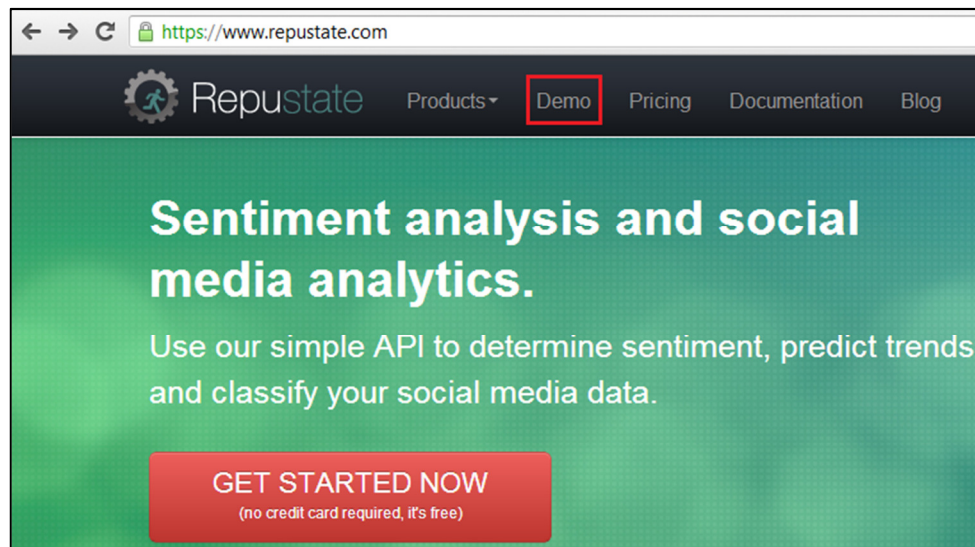 https://www.repustate.com
Repustate Products Demo Pricing Documentation Blog
Sentiment analysis and social
media analytics.
Use our simple API to determine sentiment, predict trends
and classify your social media data.
GET STARTED NOW
(no credit card required, it's free)